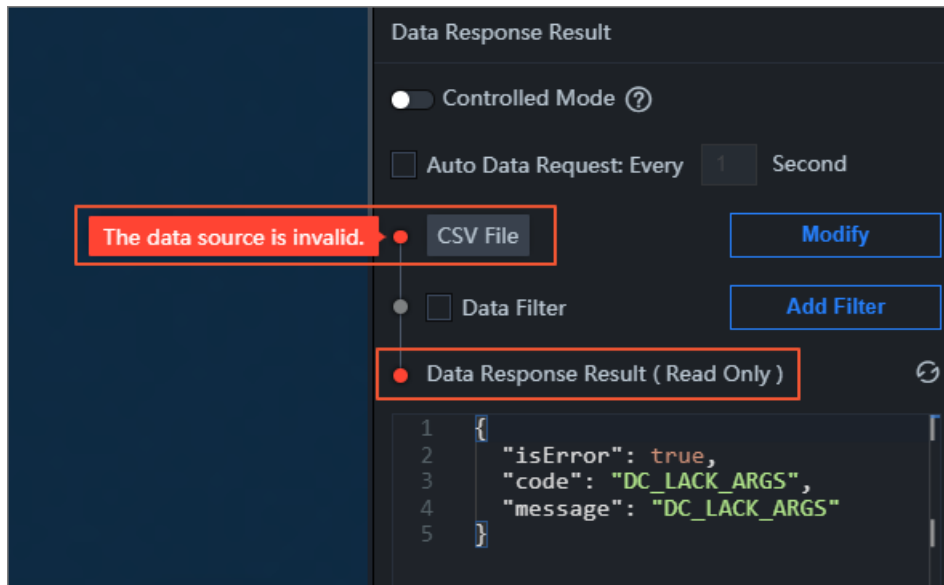 Data Response Result
Controlled Mode ?
Auto Data Request: Every 1 Second
The data source is invalid. CSV File Modify
Data Filter Add Filter
Data Response Result ( Read Only )
1 {
2 "isError": true,
3 "code": "DC_LACK_ARGS",
4 "message": "DC_LACK_ARGS"
5 }